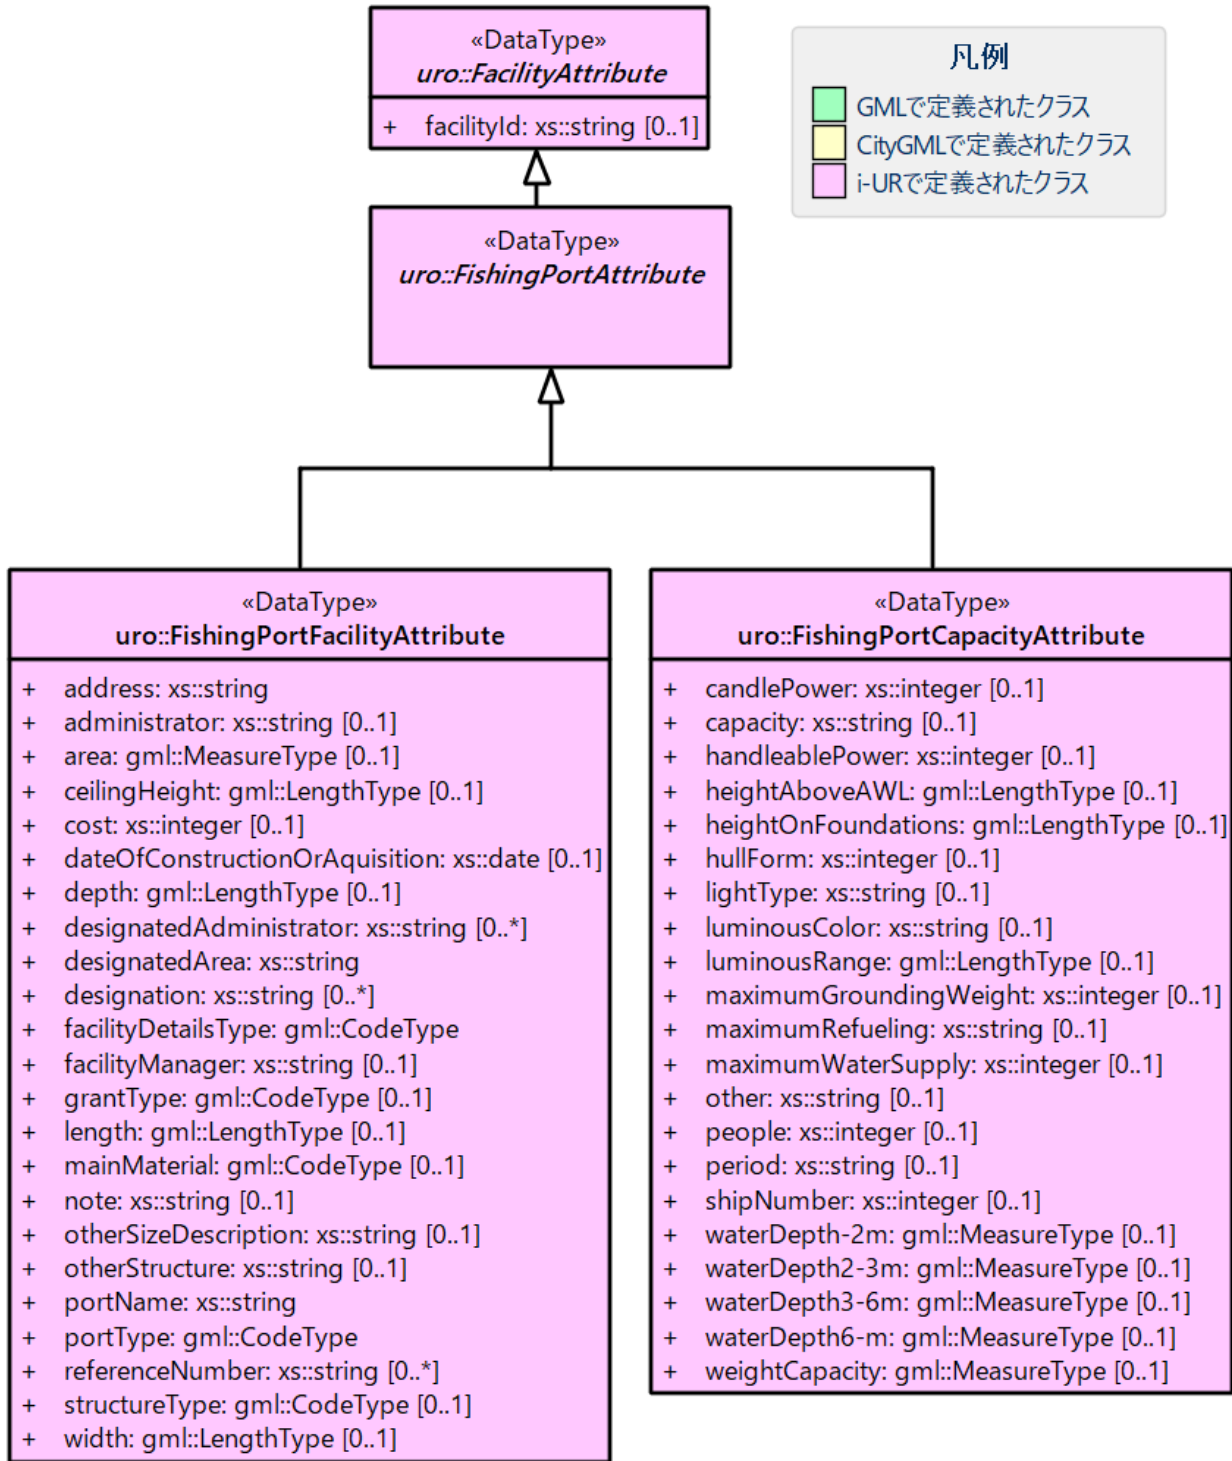 «DataType»
uro::FacilityAttribute
+ facilityId: xs::string [0..1]
凡例
GMLで定義されたクラス
CityGMLで定義されたクラス
i-URで定義されたクラス
«DataType»
uro::FishingPortAttribute
«DataType»
uro::FishingPortFacilityAttribute
+ address: xs::string
+ administrator: xs::string [0..1]
+ area: gml::MeasureType [0..1]
+ ceilingHeight: gml::LengthType [0..1]
+ cost: xs::integer [0..1]
+ dateOfConstructionOrAquisition: xs::date [0..1]
+ depth: gml::LengthType [0..1]
+ designatedAdministrator: xs::string [0..*]
+ designatedArea: xs::string
+ designation: xs::string [0..*]
+ facilityDetailsType: gml::CodeType
+ facilityManager: xs::string [0..1]
+ grantType: gml::CodeType [0..1]
+ length: gml::LengthType [0..1]
+ mainMaterial: gml::CodeType [0..1]
+ note: xs::string [0..1]
+ otherSizeDescription: xs::string [0..1]
+ otherStructure: xs::string [0..1]
+ portName: xs::string
+ portType: gml::CodeType
+ referenceNumber: xs::string [0..*]
+ structureType: gml::CodeType [0..1]
+ width: gml::LengthType [0..1]
«DataType»
uro::FishingPortCapacityAttribute
+ candlePower: xs::integer [0..1]
+ capacity: xs::string [0..1]
+ handleablePower: xs::integer [0..1]
+ heightAboveAWL: gml::LengthType [0..1]
+ heightOnFoundations: gml::LengthType [0..1]
+ hullForm: xs::integer [0..1]
+ lightType: xs::string [0..1]
+ luminousColor: xs::string [0..1]
+ luminousRange: gml::LengthType [0..1]
+ maximumGroundingWeight: xs::integer [0..1]
+ maximumRefueling: xs::string [0..1]
+ maximumWaterSupply: xs::integer [0..1]
+ other: xs::string [0..1]
+ people: xs::integer [0..1]
+ period: xs::string [0..1]
+ shipNumber: xs::integer [0..1]
+ waterDepth-2m: gml::MeasureType [0..1]
+ waterDepth2-3m: gml::MeasureType [0..1]
+ waterDepth3-6m: gml::MeasureType [0..1]
+ waterDepth6-m: gml::MeasureType [0..1]
+ weightCapacity: gml::MeasureType [0..1]